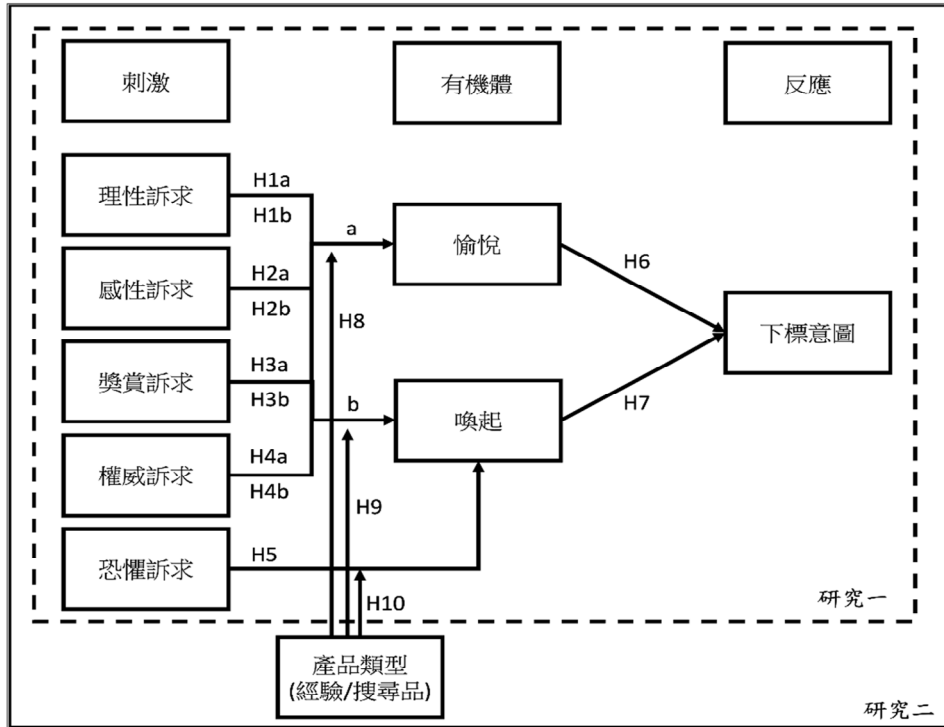 刺激
有機體
反應
理性訴求
H1a
H1b
a
愉悅
H6
感性訴求
H2a
H2b
H8
下標意圖
獎賞訴求
H3a
H3b
b
喚起
H7
權威訴求
H4a
H4b
H9
恐懼訴求
H5
H10
研究一
產品類型
(經驗/搜尋品)
研究二